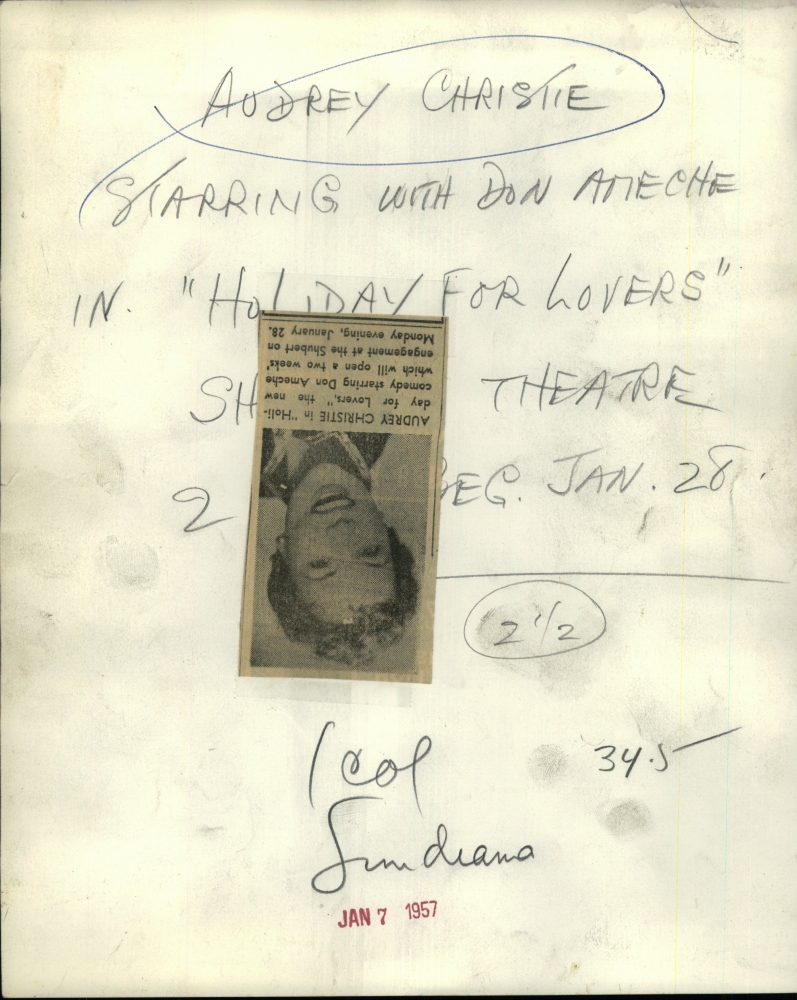 AUDREY CHRISTIE
STARRING WITH DON AMECHE
IN. "HOLIDAY FOR LOVERS"
SH THEATRE
2 BEG. JAN. 28.
AUDREY CHRISTIE in "Holi-
day for Lovers," the new
comedy starring Don Ameche
which will open a two weeks'
engagement at the Shubert on
Monday evening, January 28.
2 1/2
1 col
34.5
Sun drama
JAN 7 1957